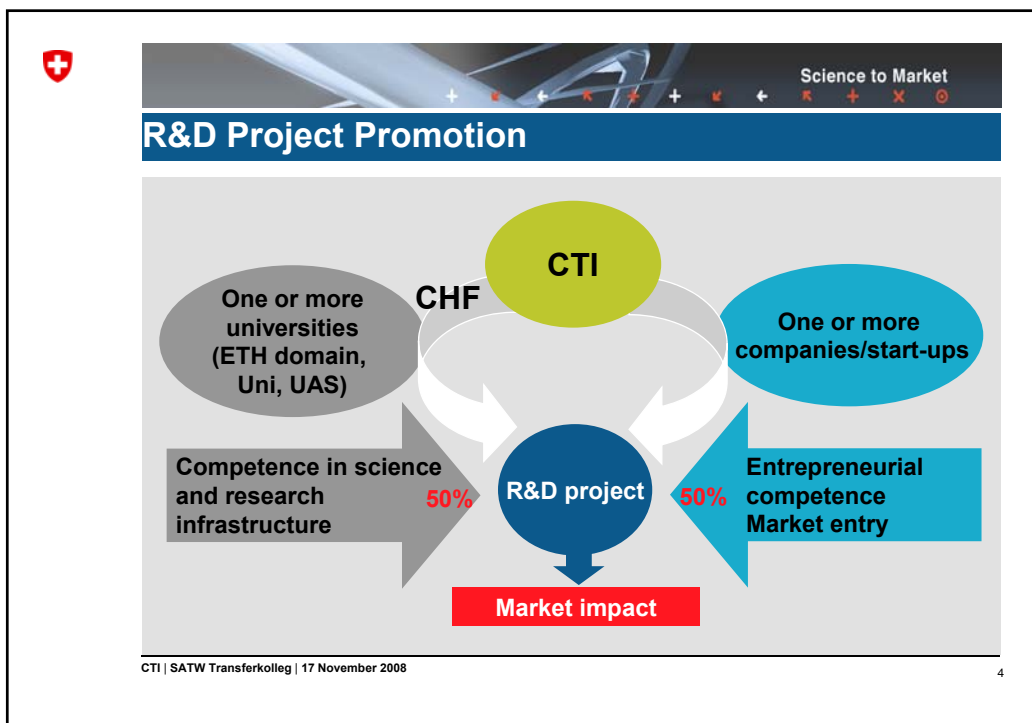 Science to Market
R&D Project Promotion
CTI
CHF
One or more
universities
(ETH domain,
Uni, UAS)
One or more
companies/start-ups
Competence in science
and research
infrastructure
50%
R&D project
50%
Entrepreneurial
competence
Market entry
Market impact
CTI | SATW Transferkolleg | 17 November 2008
4